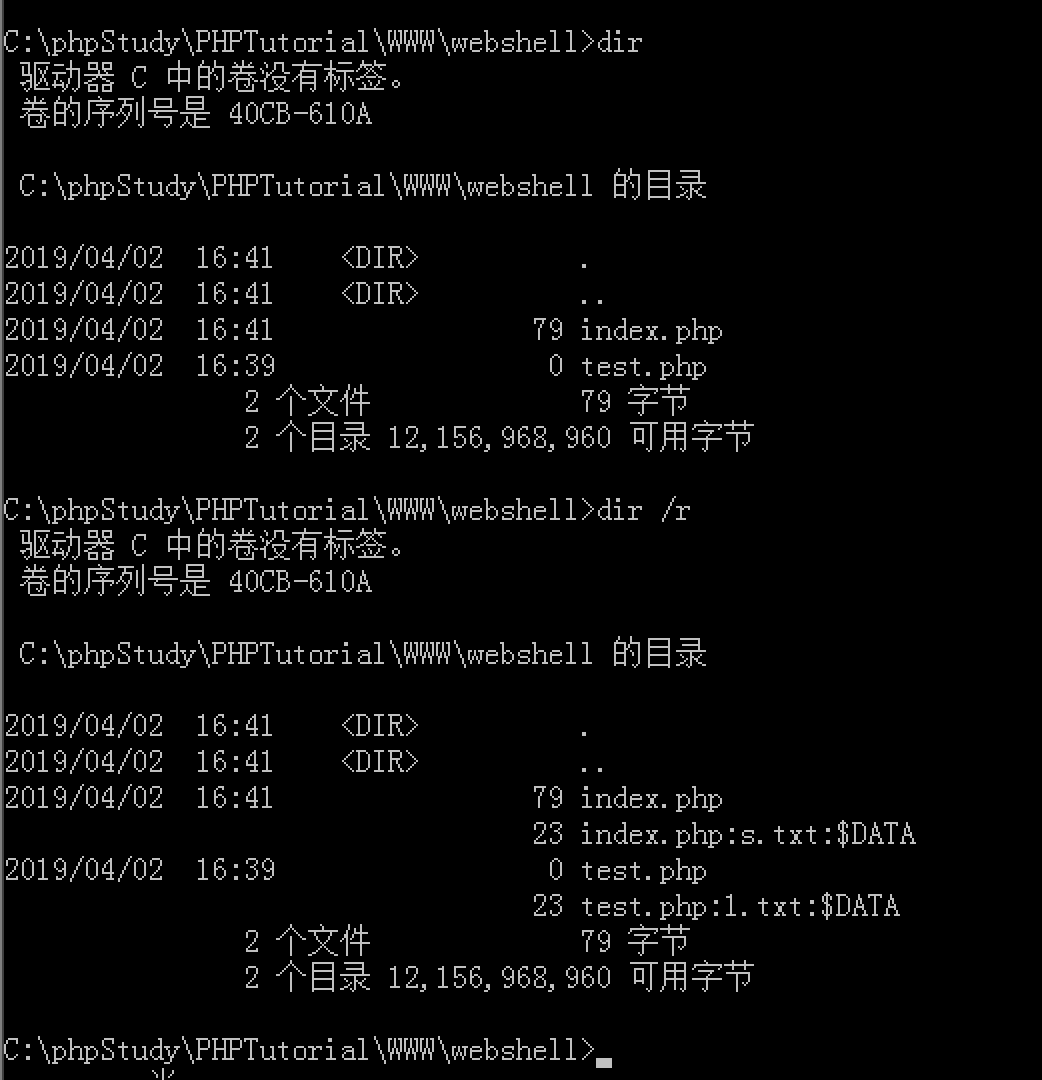 C:\phpStudy\PHPTutorial\WWW\webshell>dir
驱动器 C 中的卷没有标签。
卷的序列号是 40CB-610A
C:\phpStudy\PHPTutorial\WWW\webshell 的目录
2019/04/02  16:41    <DIR>          .
2019/04/02  16:41    <DIR>          ..
2019/04/02  16:41                79 index.php
2019/04/02  16:39                 0 test.php
2 个文件             79 字节
2 个目录 12,156,968,960 可用字节
C:\phpStudy\PHPTutorial\WWW\webshell>dir /r
驱动器 C 中的卷没有标签。
卷的序列号是 40CB-610A
C:\phpStudy\PHPTutorial\WWW\webshell 的目录
2019/04/02  16:41    <DIR>          .
2019/04/02  16:41    <DIR>          ..
2019/04/02  16:41                79 index.php
23 index.php:s.txt:$DATA
2019/04/02  16:39                 0 test.php
23 test.php:l.txt:$DATA
2 个文件             79 字节
2 个目录 12,156,968,960 可用字节
C:\phpStudy\PHPTutorial\WWW\webshell>